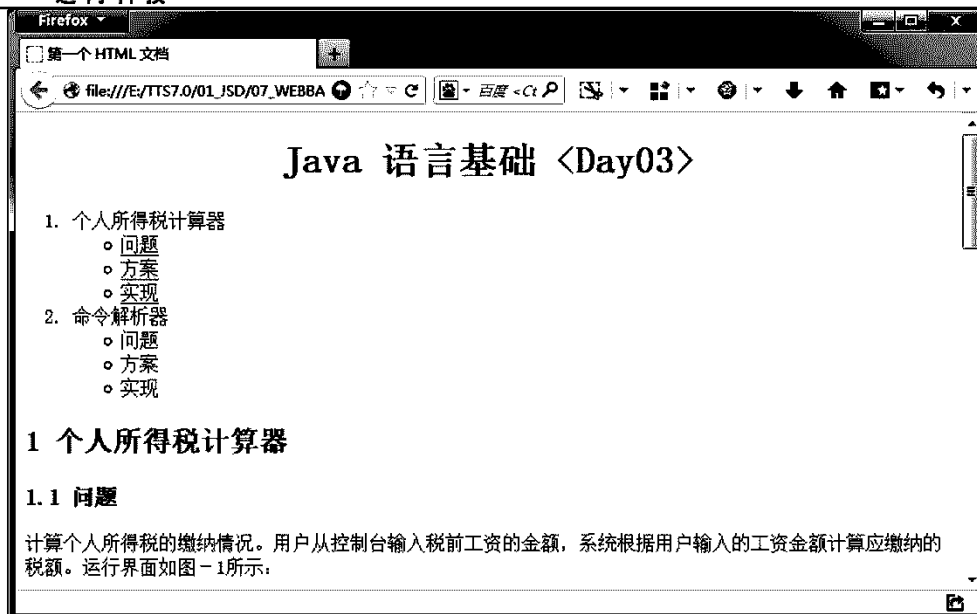 Firefox
第一个 HTML 文档
file:///E:/TTS7.0/01_JSD/07_WEBBA
百度 <Ct
Java 语言基础 <Day03>
1. 个人所得税计算器
问题
方案
实现
2. 命令解析器
问题
方案
实现
1 个人所得税计算器
1.1 问题
计算个人所得税的缴纳情况。用户从控制台输入税前工资的金额，系统根据用户输入的工资金额计算应缴纳的
税额。运行界面如图－1所示：